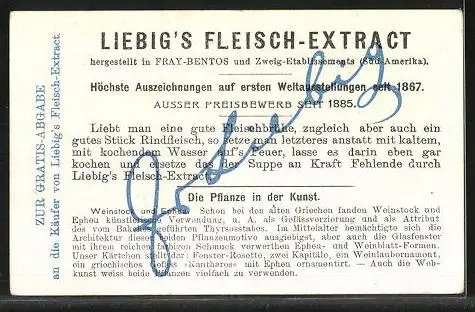 LIEBIG'S FLEISCH-EXTRACT
hergestellt in FRAY-BENTOS und Zweig-Etablissements (Süd-Amerika).
Höchste Auszeichnungen auf ersten Weltausstellungen seit 1867.
AUSSER PREISBEWERB SEIT 1885.
Liebt man eine gute Fleischbrühe, zugleich aber auch ein
gutes Stück Rindfleisch, so setze man letzteres anstatt mit kaltem,
mit kochendem Wasser auf's Feuer, lasse es darin eben gar
kochen und ersetze das der Suppe an Kraft Fehlende durch
Liebig's Fleisch-Extract.
Die Pflanze in der Kunst.
Weinstock und Epheu. Schon bei den alten Griechen fanden Weinstock und
Epheu künstlerische Verwendung, u. A. als Gefässverzierung und als Attribut
des vom Bakchos geführten Thyrsosstabes. Im Mittelalter bemächtigte sich die
Architektur dieser beiden Pflanzenmotive ausgiebigst, aber auch die Glasfenster
mit ihrem reichen farbigen Schmuck verwerthen Epheu- und Weinblatt-Formen.
Unser Kärtchen stellt dar: Fenster-Rosette, zwei Kapitäle, ein Weinlaubornament,
ein griechisches Gefäss «Kantharos» mit Epheu ornamentirt. — Auch die Web-
kunst weiss beide Pflanzen vielfach zu verwenden.
ZUR GRATIS-ABGABE
an die Käufer von Liebig's Fleisch-Extract.